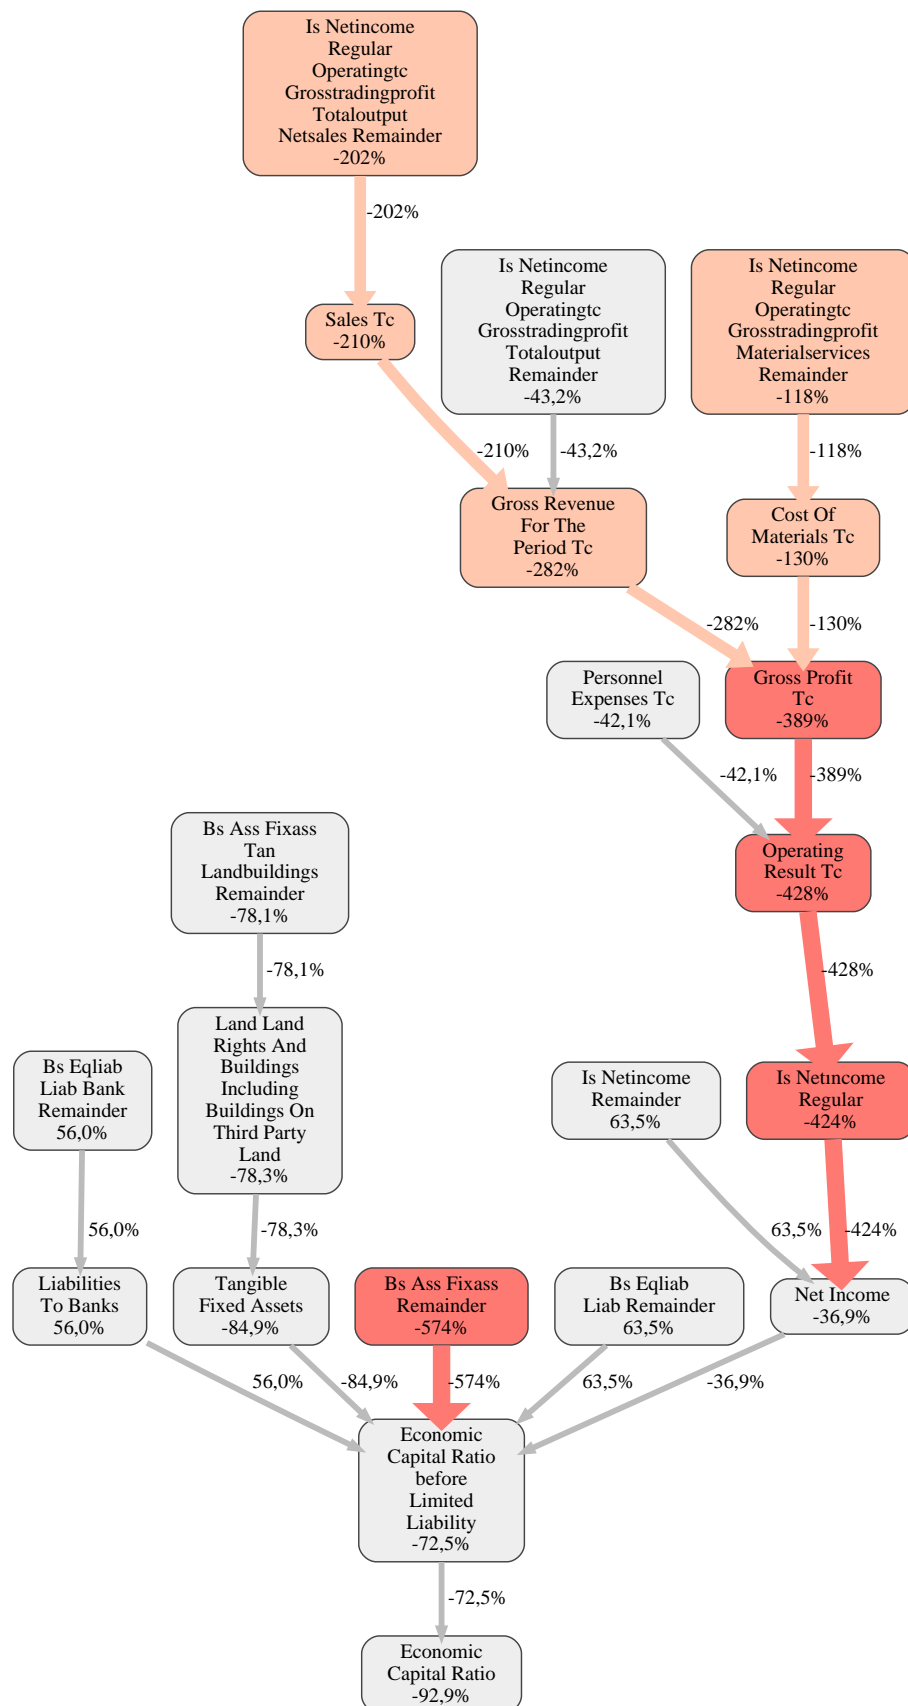 Is Netincome
Regular
Operatingtc
Grosstradingprofit
Totaloutput
Netsales Remainder
-202%
-202%
Is Netincome
Regular
Operatingtc
Grosstradingprofit
Totaloutput
Remainder
-43,2%
Is Netincome
Regular
Operatingtc
Grosstradingprofit
Materialservices
Remainder
-118%
Sales Tc
-210%
-210%
-43,2%
-118%
Gross Revenue
For The
Period Tc
-282%
Cost Of
Materials Tc
-130%
-282%
-130%
Personnel
Expenses Tc
-42,1%
Gross Profit
Tc
-389%
-42,1%
-389%
Bs Ass Fixass
Tan
Landbuildings
Remainder
-78,1%
Operating
Result Tc
-428%
-78,1%
-428%
Land Land
Rights And
Buildings
Including
Buildings On
Third Party
Land
-78,3%
Bs Eqliab
Liab Bank
Remainder
56,0%
Is Netincome
Remainder
63,5%
Is Netincome
Regular
-424%
56,0%
-78,3%
63,5%
-424%
Liabilities
To Banks
56,0%
Tangible
Fixed Assets
-84,9%
Bs Ass Fixass
Remainder
-574%
Bs Eqliab
Liab Remainder
63,5%
Net Income
-36,9%
56,0%
-84,9%
-574%
63,5%
-36,9%
Economic
Capital Ratio
before
Limited
Liability
-72,5%
-72,5%
Economic
Capital Ratio
-92,9%